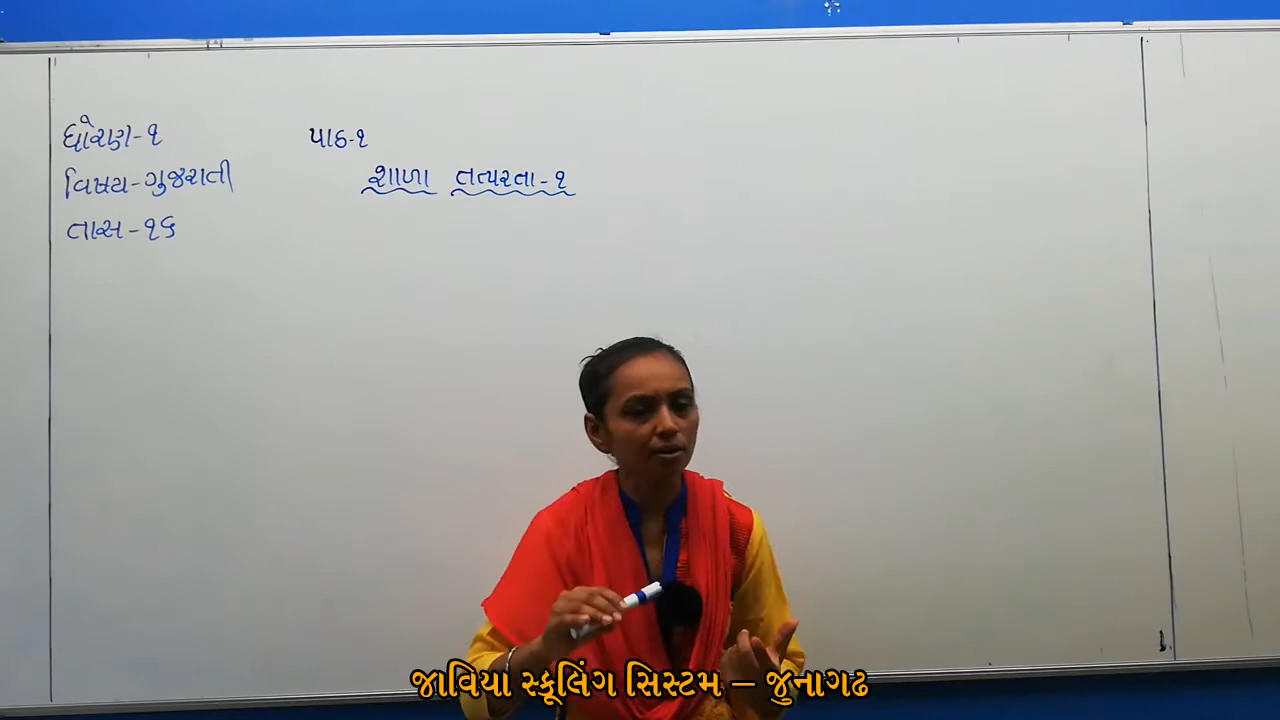 ધોરણ-૧
વિષય-ગુજરાતી
તાસ-૧૬
પાઠ-૧
શાળા તત્પરતા-૧
જાવિયા સ્કૂલિંગ સિસ્ટમ – જુનાગઢ